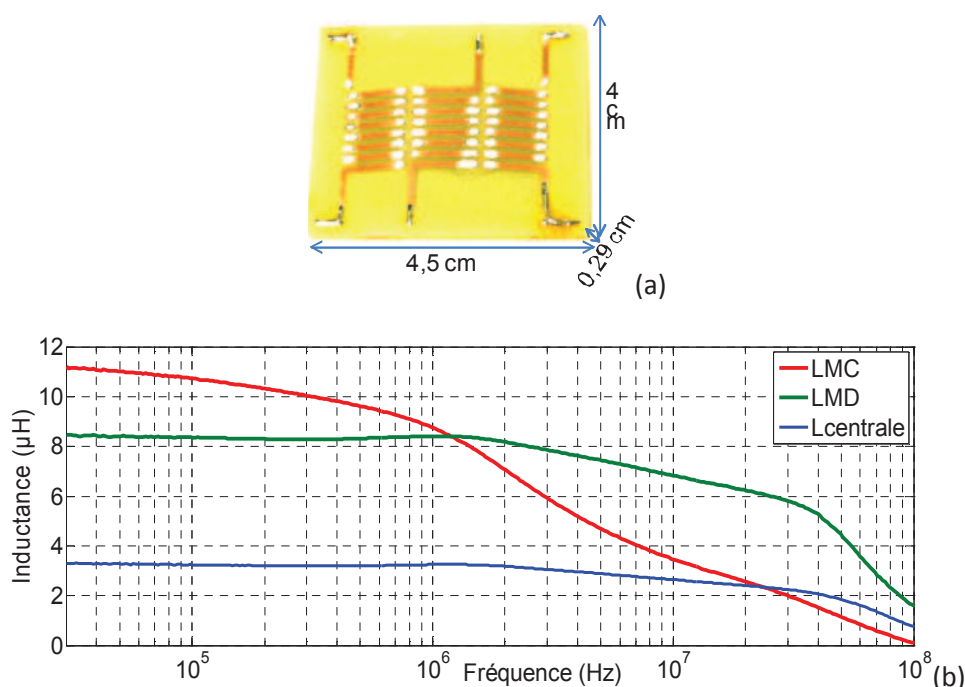 4 cm
0,29 cm
4,5 cm
(a)
12
10
8
6
4
2
0
Inductance (µH)
LMC
LMD
Lcentrale
10^5
10^6
10^7
10^8
Fréquence (Hz)
(b)